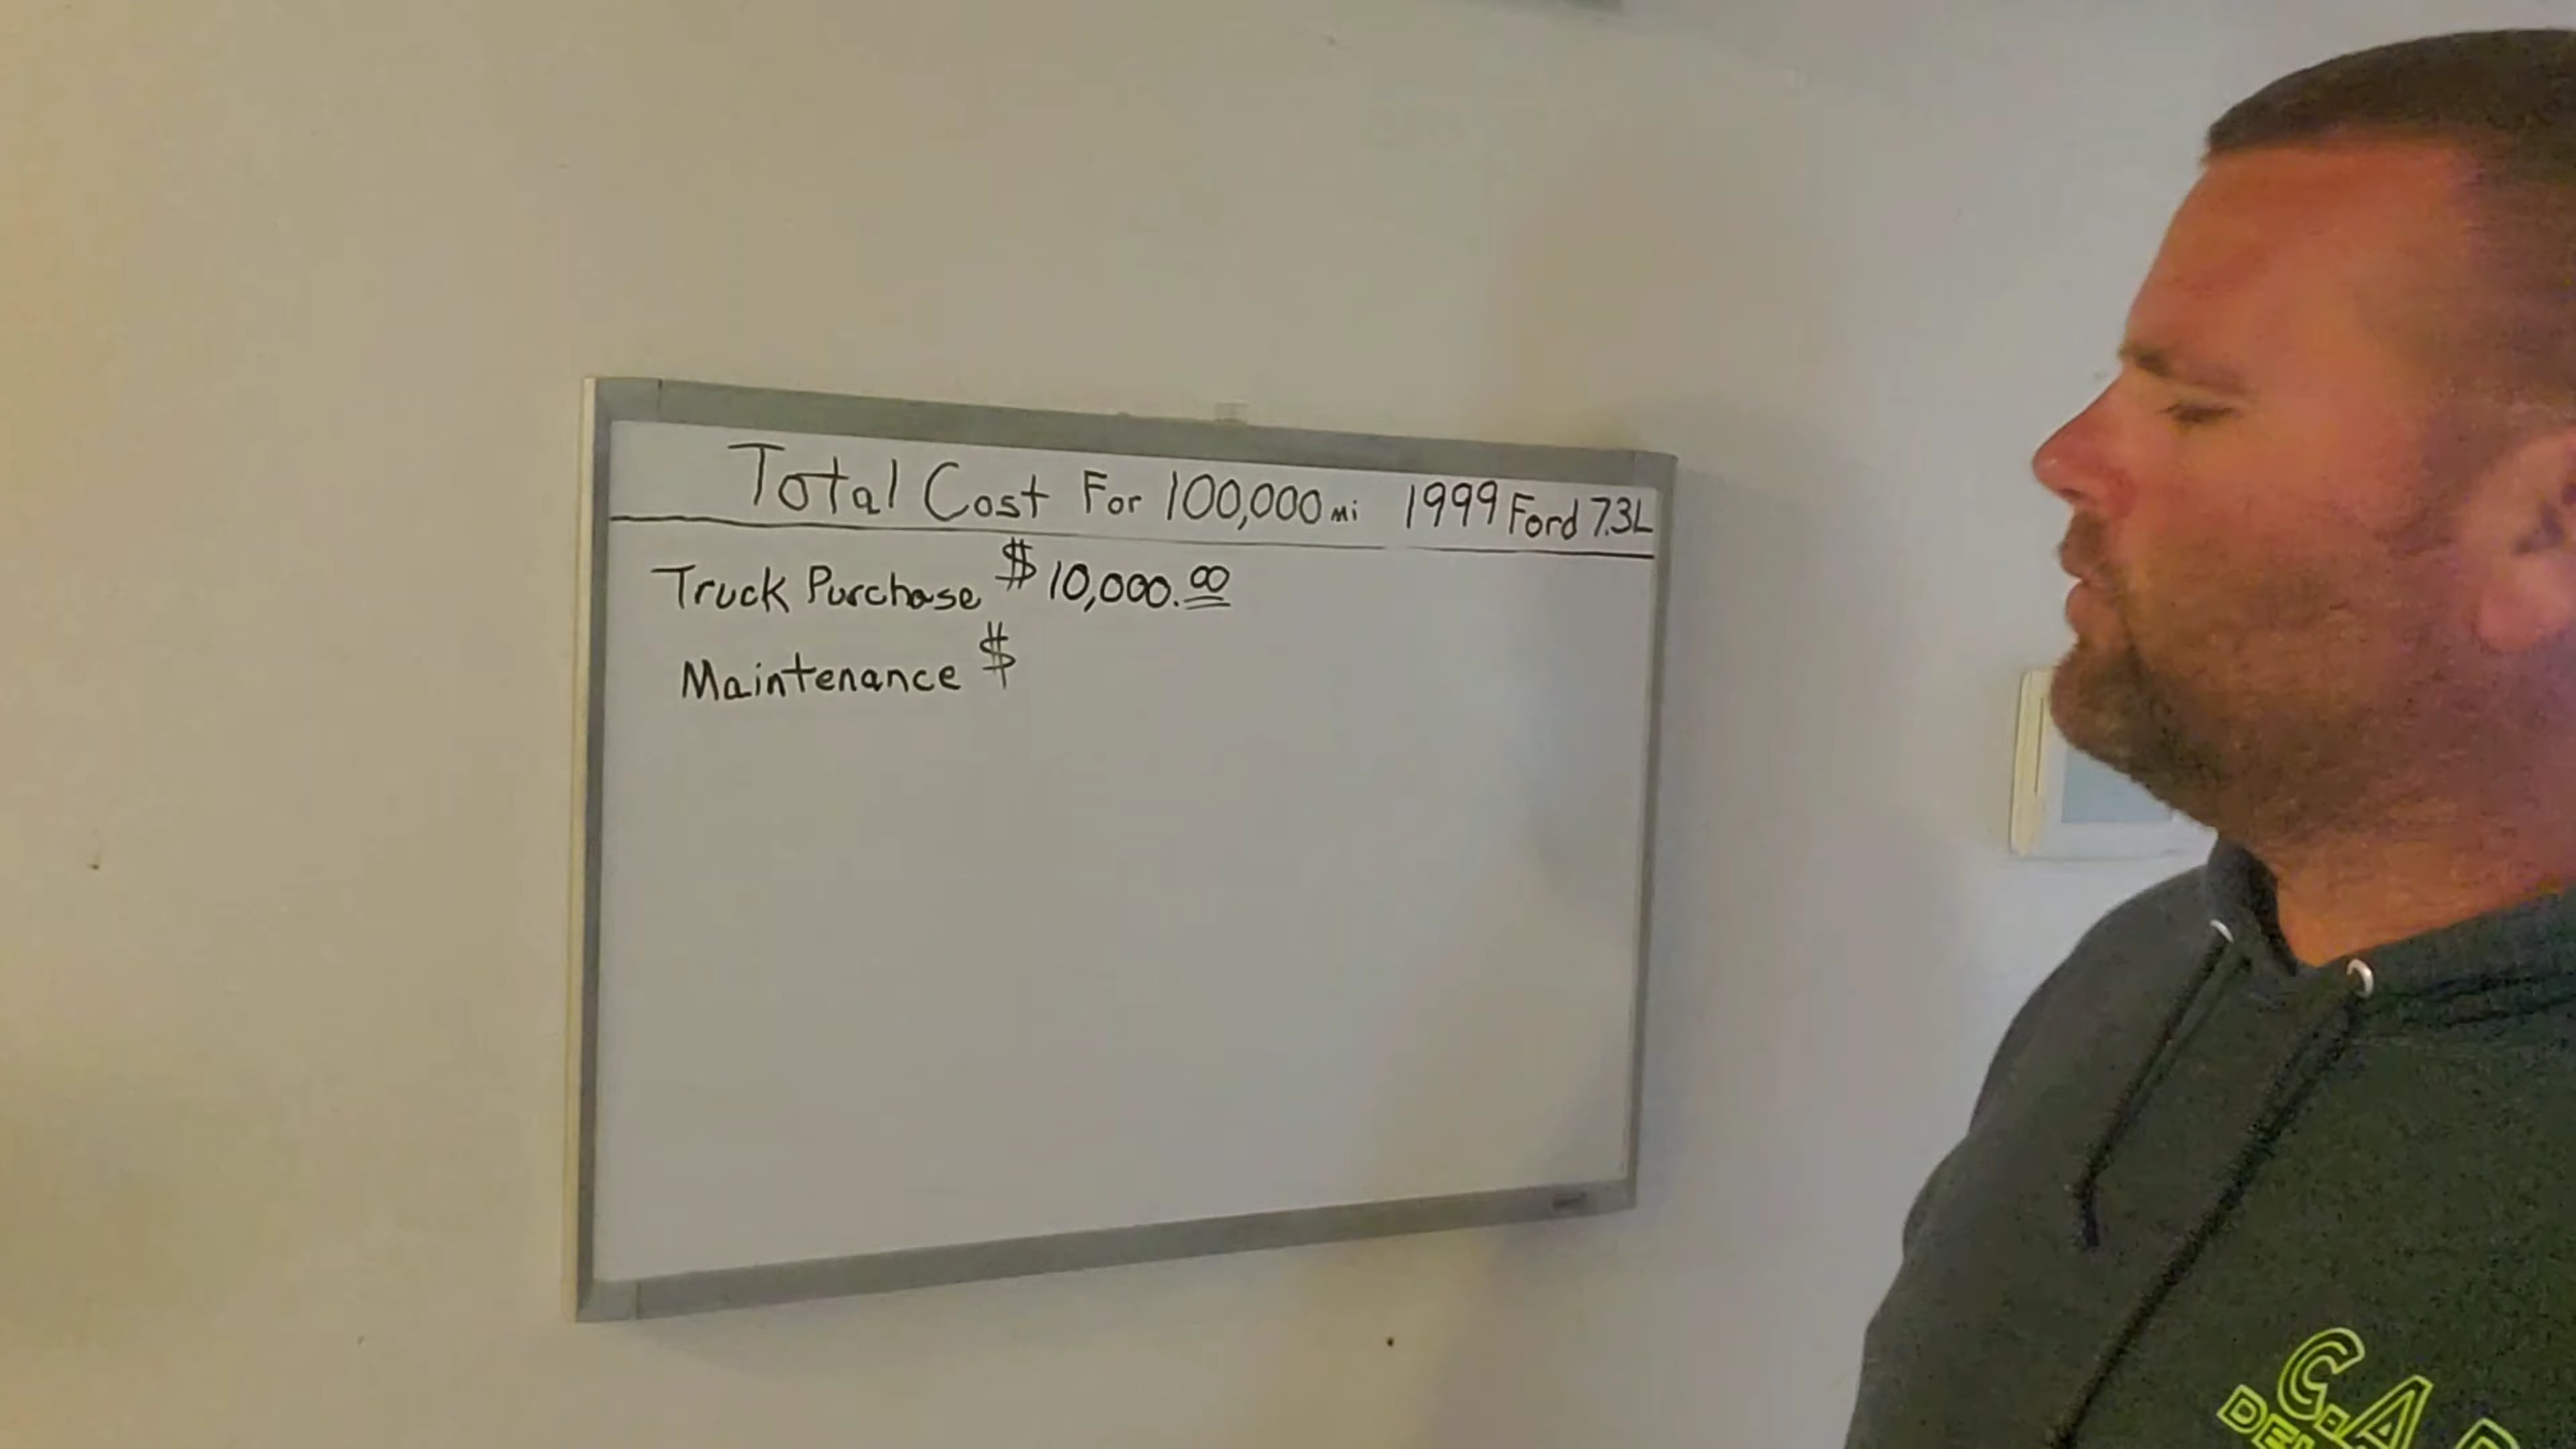 Total Cost For 100,000 mi 1999 Ford 7.3L
Truck Purchase $ 10,000.00
Maintenance $
C.A.